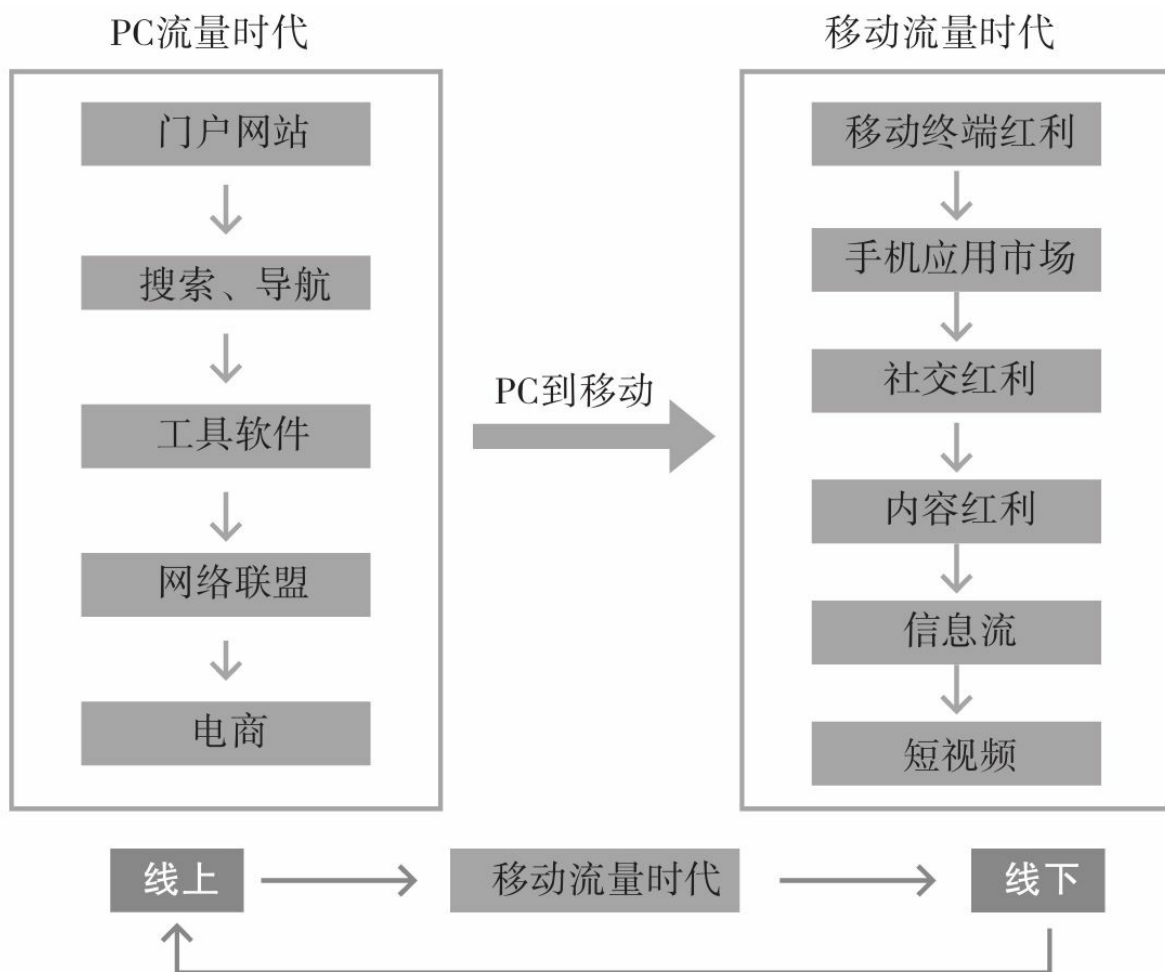 PC流量时代
门户网站
搜索、导航
工具软件
网络联盟
电商
PC到移动
移动流量时代
移动终端红利
手机应用市场
社交红利
内容红利
信息流
短视频
线上
移动流量时代
线下